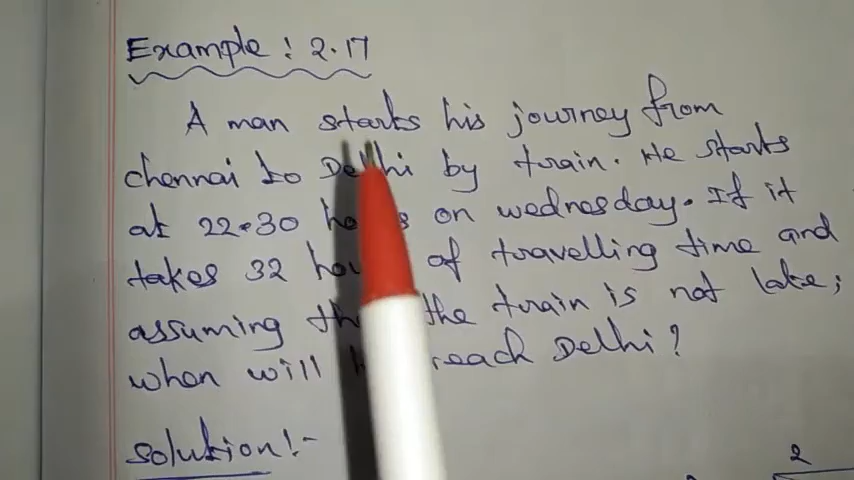 Example : 2.17
A man starts his journey from
chennai to Delhi by train. He starts
at 22.30 on wednesday. If it
takes 32 of travelling time and
assuming the train is not late;
when will reach Delhi?
solution:-
2